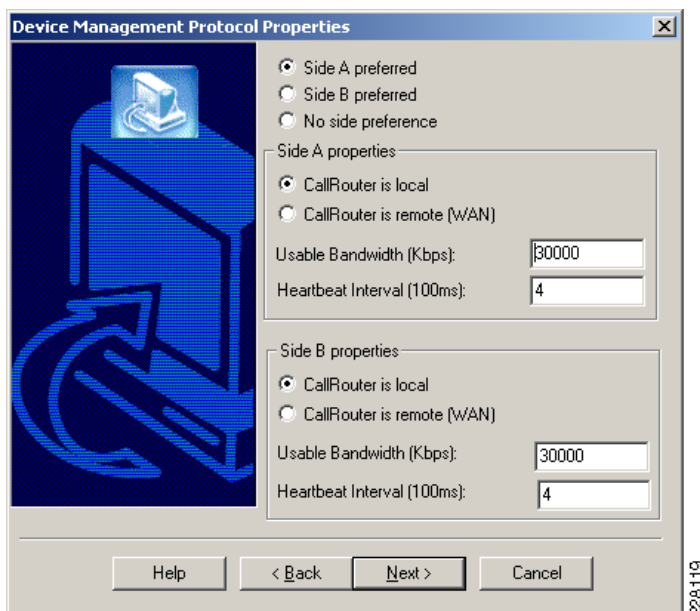 Device Management Protocol Properties
Side A preferred
Side B preferred
No side preference
Side A properties
CallRouter is local
CallRouter is remote (WAN)
Usable Bandwidth (Kbps): 30000
Heartbeat Interval (100ms): 4
Side B properties
CallRouter is local
CallRouter is remote (WAN)
Usable Bandwidth (Kbps): 30000
Heartbeat Interval (100ms): 4
Help < Back Next > Cancel